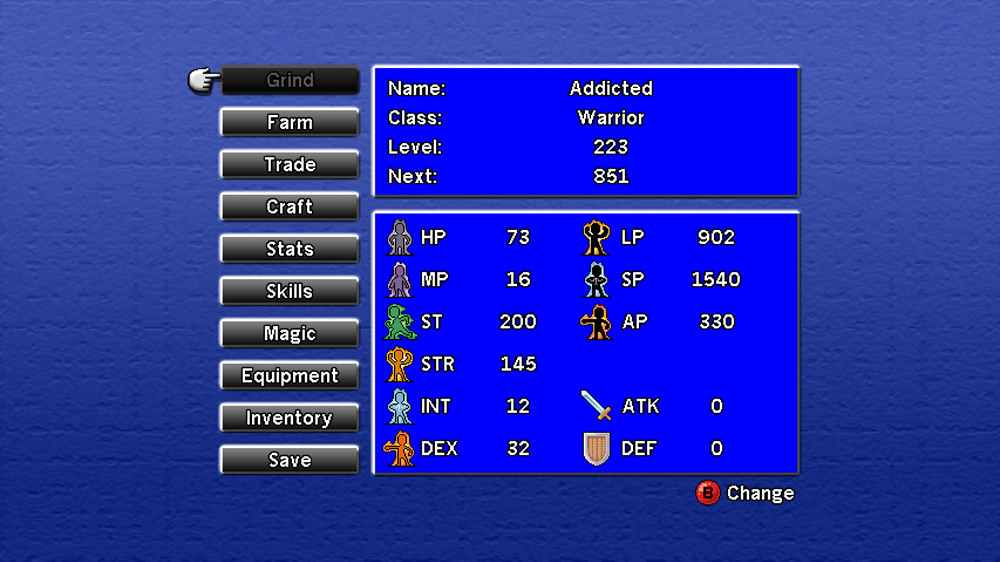 Grind
Farm
Trade
Craft
Stats
Skills
Magic
Equipment
Inventory
Save
Name: Addicted
Class: Warrior
Level: 223
Next: 851
HP 73 LP 902
MP 16 SP 1540
ST 200 AP 330
STR 145
INT 12 ATK 0
DEX 32 DEF 0
B Change